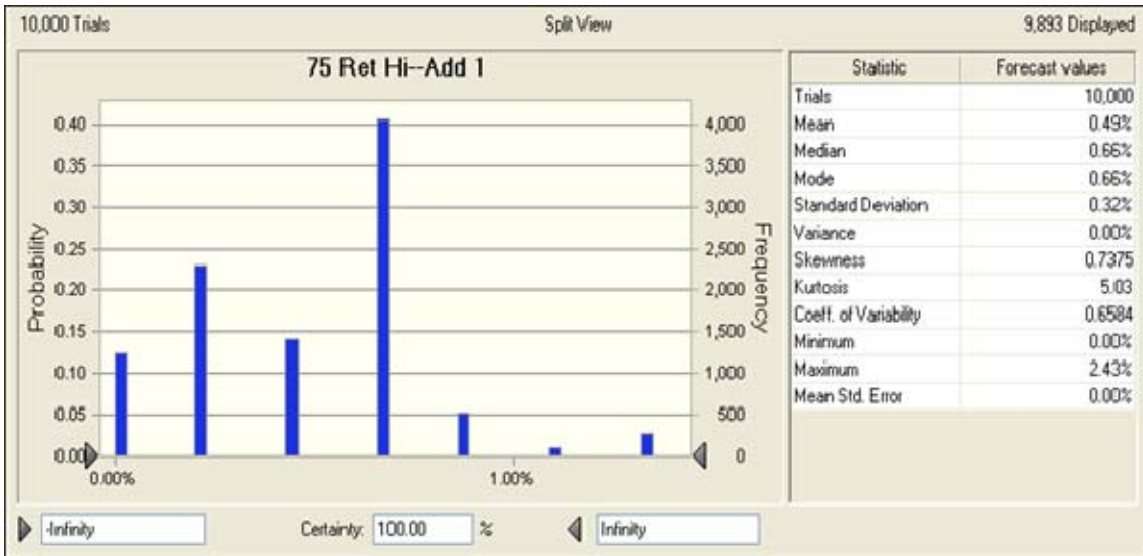 10,000 Trials Split View 9,893 Displayed
75 Ret Hi--Add 1
Probability
0.40
0.35
0.30
0.25
0.20
0.15
0.10
0.05
0.00
4,000
3,500
3,000
2,500
2,000
1,500
1,000
500
0
Frequency
0.00% 1.00%
Statistic Forecast values
Trials 10,000
Mean 0.49%
Median 0.66%
Mode 0.66%
Standard Deviation 0.32%
Variance 0.00%
Skewness 0.7375
Kurtosis 5.03
Coeff. of Variability 0.6584
Minimum 0.00%
Maximum 2.43%
Mean Std. Error 0.00%
-Infinity Certainty: 100.00 % Infinity